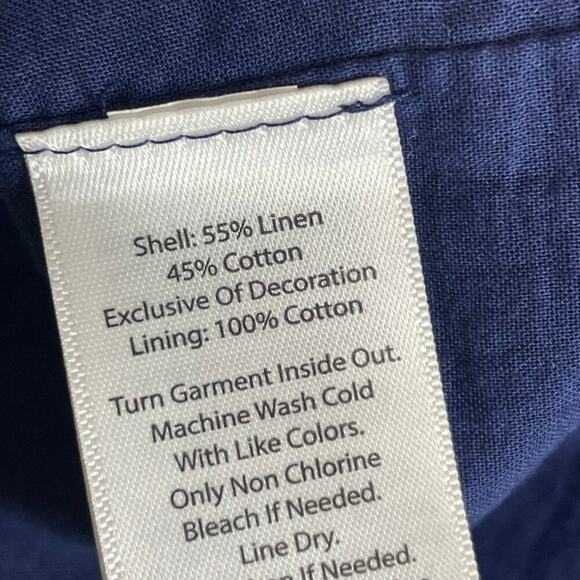 Shell: 55% Linen
45% Cotton
Exclusive Of Decoration
Lining: 100% Cotton
Turn Garment Inside Out.
Machine Wash Cold
With Like Colors.
Only Non Chlorine
Bleach If Needed.
Line Dry.
If Needed.